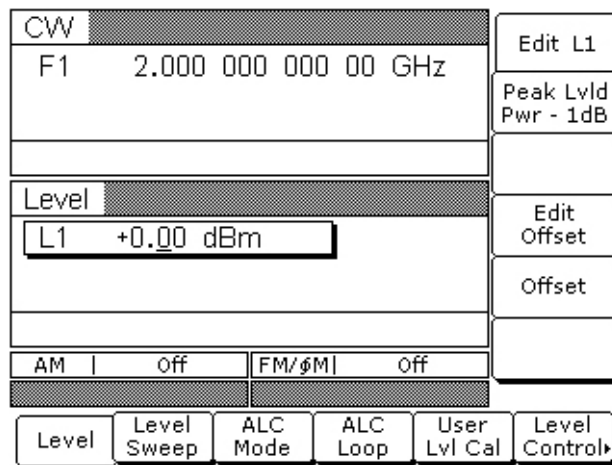 CW
F1 2.000 000 000 00 GHz
Level
L1 +0.00 dBm
AM | Off FM/ϕM| Off
Edit L1
Peak Lvld
Pwr - 1dB
Edit
Offset
Offset
Level
Level
Sweep
ALC
Mode
ALC
Loop
User
Lvl Cal
Level
Control